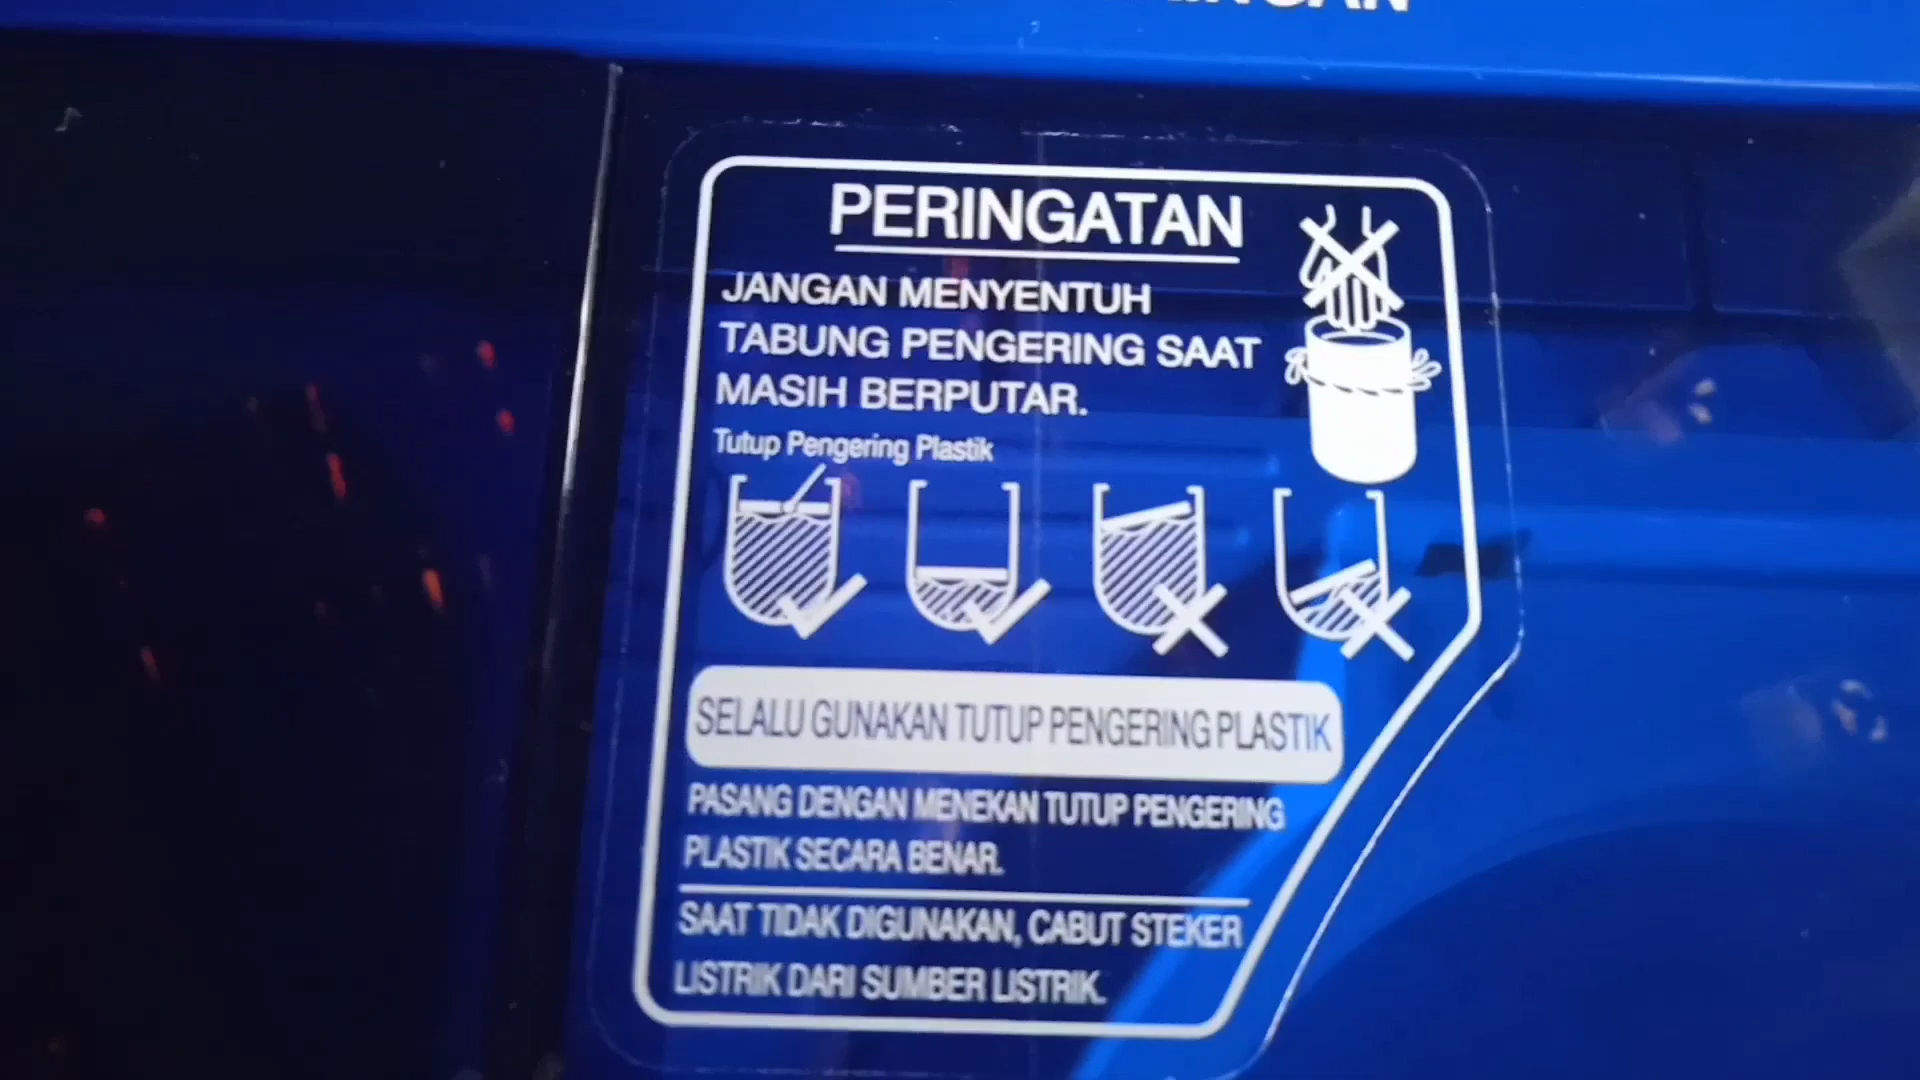 PERINGATAN
JANGAN MENYENTUH
TABUNG PENGERING SAAT
MASIH BERPUTAR.
Tutup Pengering Plastik
SELALU GUNAKAN TUTUP PENGERING PLASTIK
PASANG DENGAN MENEKAN TUTUP PENGERING
PLASTIK SECARA BENAR.
SAAT TIDAK DIGUNAKAN, CABUT STEKER
LISTRIK DARI SUMBER LISTRIK.